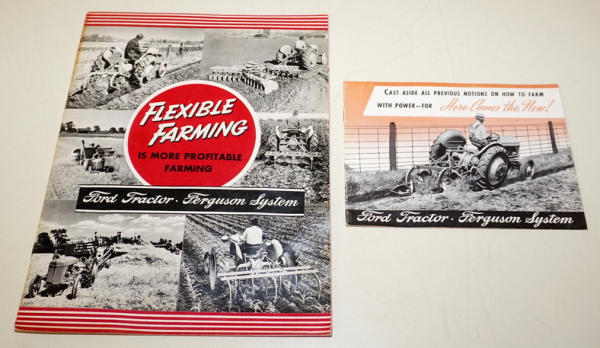 FLEXIBLE
FARMING
IS MORE PROFITABLE
FARMING
Ford Tractor · Ferguson System
CAST ASIDE ALL PREVIOUS NOTIONS ON HOW TO FARM
WITH POWER—FOR Here Comes the New!
Ford Tractor · Ferguson System